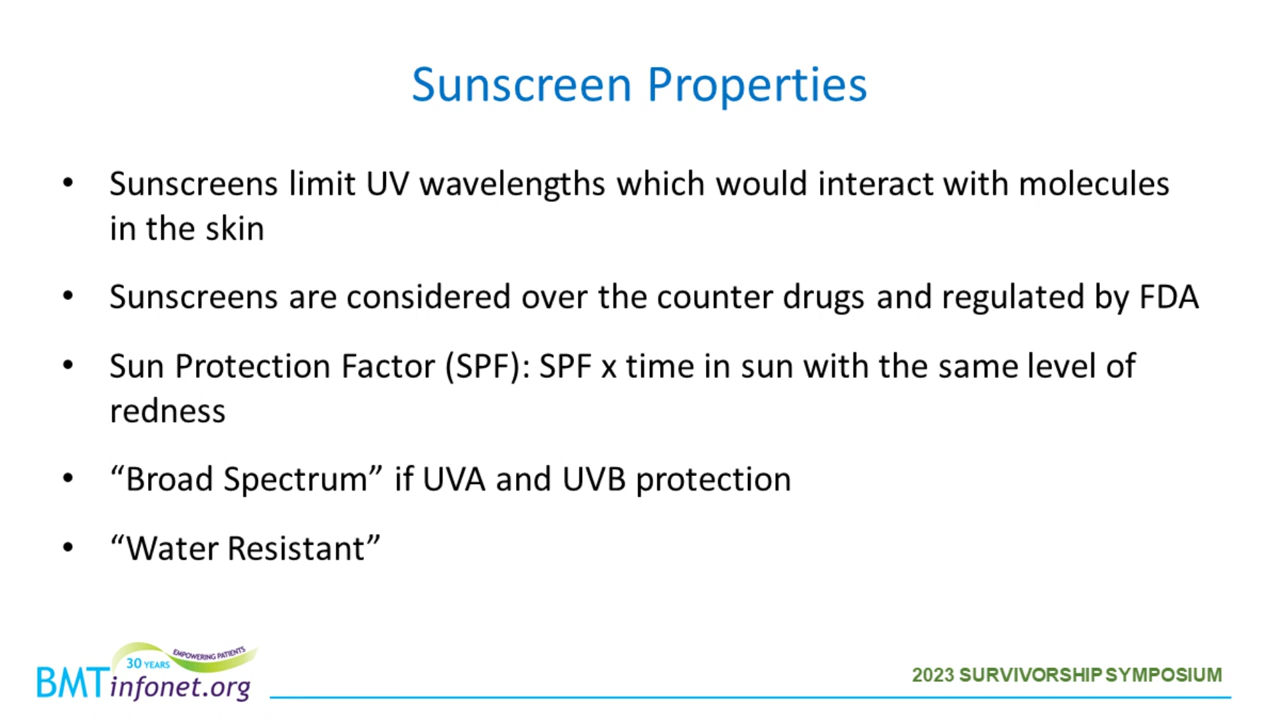 Sunscreen Properties
• Sunscreens limit UV wavelengths which would interact with molecules
in the skin
• Sunscreens are considered over the counter drugs and regulated by FDA
• Sun Protection Factor (SPF): SPF x time in sun with the same level of
redness
• “Broad Spectrum” if UVA and UVB protection
• “Water Resistant”
30 YEARS EMPOWERING PATIENTS
BMTinfonet.org
2023 SURVIVORSHIP SYMPOSIUM